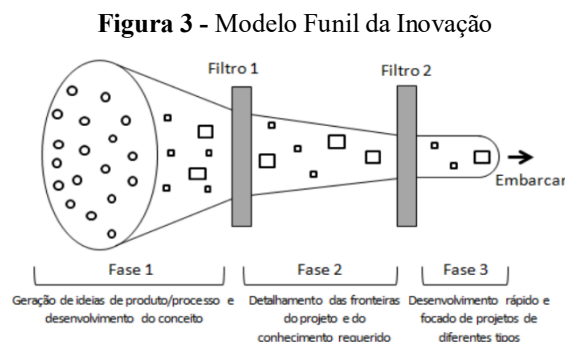 Figura 3 - Modelo Funil da Inovação
Filtro 1
Filtro 2
Embarcar
Fase 1
Fase 2
Fase 3
Geração de ideias de produto/processo e
desenvolvimento do conceito
Detalhamento das fronteiras
do projeto e do
conhecimento requerido
Desenvolvimento rápido e
focado de projetos de
diferentes tipos